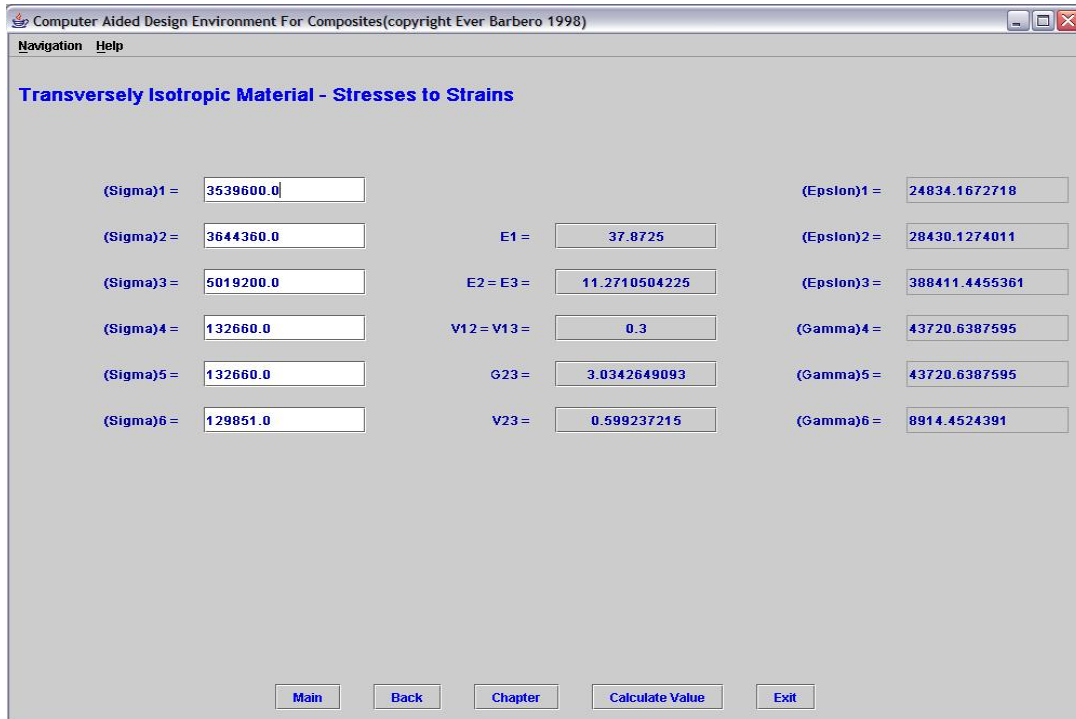 Computer Aided Design Environment For Composites(copyright Ever Barbero 1998)
Navigation Help
Transversely Isotropic Material - Stresses to Strains
(Sigma)1 = 3539600.0 (Epslon)1 = 24834.1672718
(Sigma)2 = 3644360.0 E1 = 37.8725 (Epslon)2 = 28430.1274011
(Sigma)3 = 5019200.0 E2 = E3 = 11.2710504225 (Epslon)3 = 388411.4455361
(Sigma)4 = 132660.0 V12 = V13 = 0.3 (Gamma)4 = 43720.6387595
(Sigma)5 = 132660.0 G23 = 3.0342649093 (Gamma)5 = 43720.6387595
(Sigma)6 = 129851.0 V23 = 0.599237215 (Gamma)6 = 8914.4524391
Main Back Chapter Calculate Value Exit